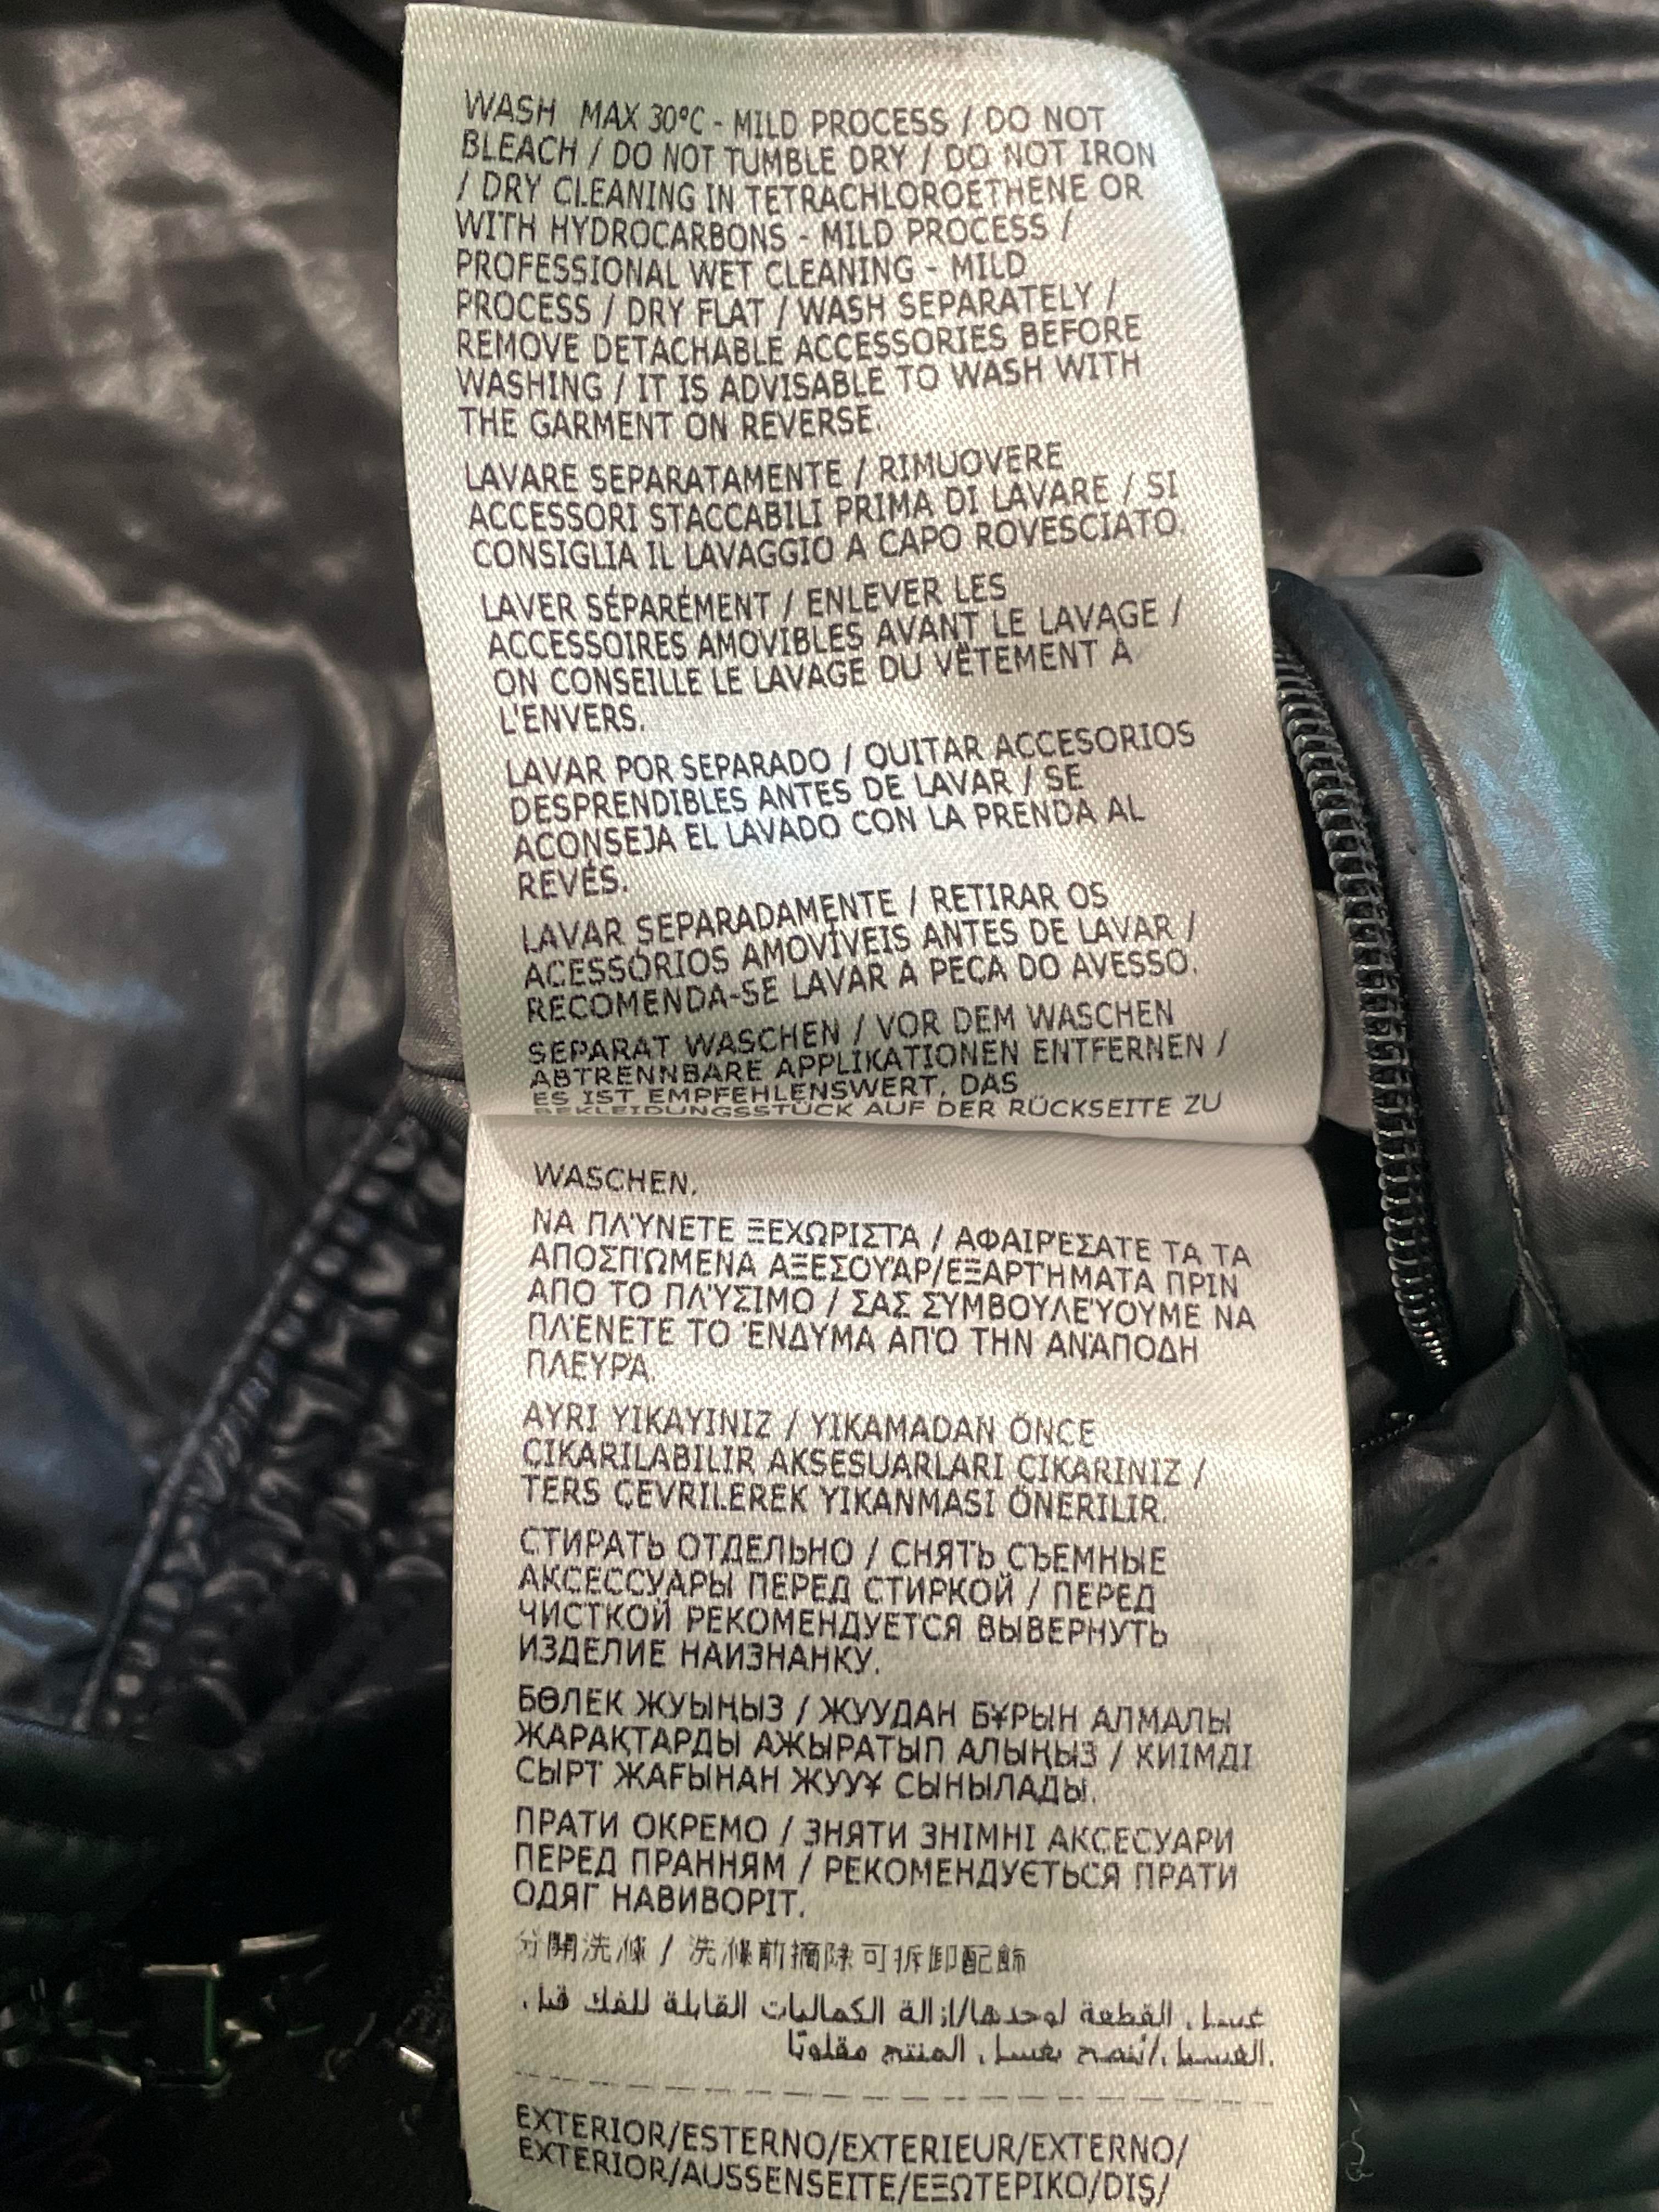 WASH MAX 30°C - MILD PROCESS / DO NOT
BLEACH / DO NOT TUMBLE DRY / DO NOT IRON
/ DRY CLEANING IN TETRACHLOROETHENE OR
WITH HYDROCARBONS - MILD PROCESS /
PROFESSIONAL WET CLEANING - MILD
PROCESS / DRY FLAT / WASH SEPARATELY /
REMOVE DETACHABLE ACCESSORIES BEFORE
WASHING / IT IS ADVISABLE TO WASH WITH
THE GARMENT ON REVERSE.
LAVARE SEPARATAMENTE / RIMUOVERE
ACCESSORI STACCABILI PRIMA DI LAVARE / SI
CONSIGLIA IL LAVAGGIO A CAPO ROVESCIATO.
LAVER SÉPARÉMENT / ENLEVER LES
ACCESSOIRES AMOVIBLES AVANT LE LAVAGE /
ON CONSEILLE LE LAVAGE DU VÊTEMENT À
L'ENVERS.
LAVAR POR SEPARADO / QUITAR ACCESORIOS
DESPRENDIBLES ANTES DE LAVAR / SE
ACONSEJA EL LAVADO CON LA PRENDA AL
REVÉS.
LAVAR SEPARADAMENTE / RETIRAR OS
ACESSÓRIOS AMOVÍVEIS ANTES DE LAVAR /
RECOMENDA-SE LAVAR A PEÇA DO AVESSO.
SEPARAT WASCHEN / VOR DEM WASCHEN
ABTRENNBARE APPLIKATIONEN ENTFERNEN /
ES IST EMPFEHLENSWERT, DAS
BEKLEIDUNGSSTÜCK AUF DER RÜCKSEITE ZU
WASCHEN.
ΝΑ ΠΛΎΝΕΤΕ ΞΕΧΩΡΙΣΤΆ / ΑΦΑΙΡΈΣΑΤΕ ΤΑ ΤΑ
ΑΠΟΣΠΏΜΕΝΑ ΑΞΕΣΟΥΆΡ/ΕΞΑΡΤΉΜΑΤΑ ΠΡΙΝ
ΑΠΟ ΤΟ ΠΛΎΣΙΜΟ / ΣΑΣ ΣΥΜΒΟΥΛΕΎΟΥΜΕ ΝΑ
ΠΛΈΝΕΤΕ ΤΟ ΈΝΔΥΜΑ ΑΠΌ ΤΗΝ ΑΝΆΠΟΔΗ
ΠΛΕΥΡΆ.
AYRI YIKAYINIZ / YIKAMADAN ÖNCE
ÇIKARILABILIR AKSESUARLARI ÇIKARINIZ /
TERS ÇEVRILEREK YIKANMASI ÖNERILIR.
СТИРАТЬ ОТДЕЛЬНО / СНЯТЬ СЪЕМНЫЕ
АКСЕССУАРЫ ПЕРЕД СТИРКОЙ / ПЕРЕД
ЧИСТКОЙ РЕКОМЕНДУЕТСЯ ВЫВЕРНУТЬ
ИЗДЕЛИЕ НАИЗНАНКУ.
БӨЛЕК ЖУЫҢЫЗ / ЖУУДАН БҰРЫН АЛМАЛЫ
ЖАРАҚТАРДЫ АЖЫРАТЫП АЛЫҢЫЗ / КИІМДІ
СЫРТ ЖАҒЫНАН ЖУУҰ СЫНЫЛАДЫ.
ПРАТИ ОКРЕМО / ЗНЯТИ ЗНІМНІ АКСЕСУАРИ
ПЕРЕД ПРАННЯМ / РЕКОМЕНДУЄТЬСЯ ПРАТИ
ОДЯГ НАВИВОРІТ.
分開洗滌 / 洗滌前摘除可拆卸配飾
غسل القطعة لوحدها/إزالة الكماليات القابلة للفك قبل
الغسيل/يُنصح بغسل المنتج مقلوبًا.
EXTERIOR/ESTERNO/EXTERIEUR/EXTERNO/
EXTERIOR/AUSSENSEITE/ΕΞΩΤΕΡΙΚΟ/DIŞ/